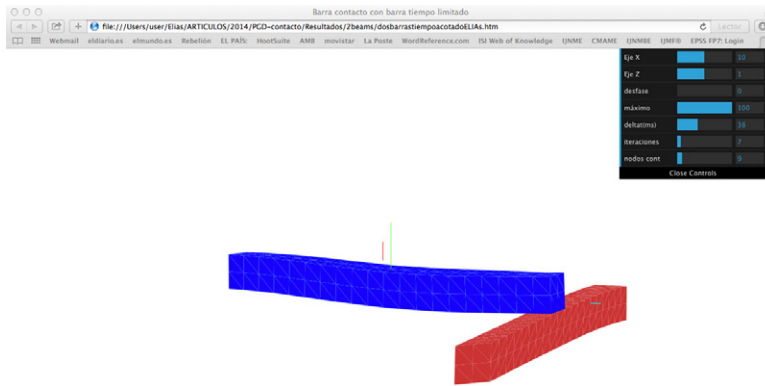 Barra contacto con barra tiempo limitado
file:///Users/user/Elias/ARTICULOS/2014/PGD-contacto/Resultados/2beams/dosbarrastiempoacotadoELIAs.htm
Lector
Webmail eldiario.es elmundo.es Rebelión EL PAÍS: HootSuite AMB movistar La Poste WordReference.com ISI Web of Knowledge IJNME CMAME IJNMBE IJMF® EPSS FP7: Login
Eje X 10
Eje Z 1
desfase 0
máximo 100
deltat(ms) 38
iteraciones 7
nodos cont 9
Close Controls